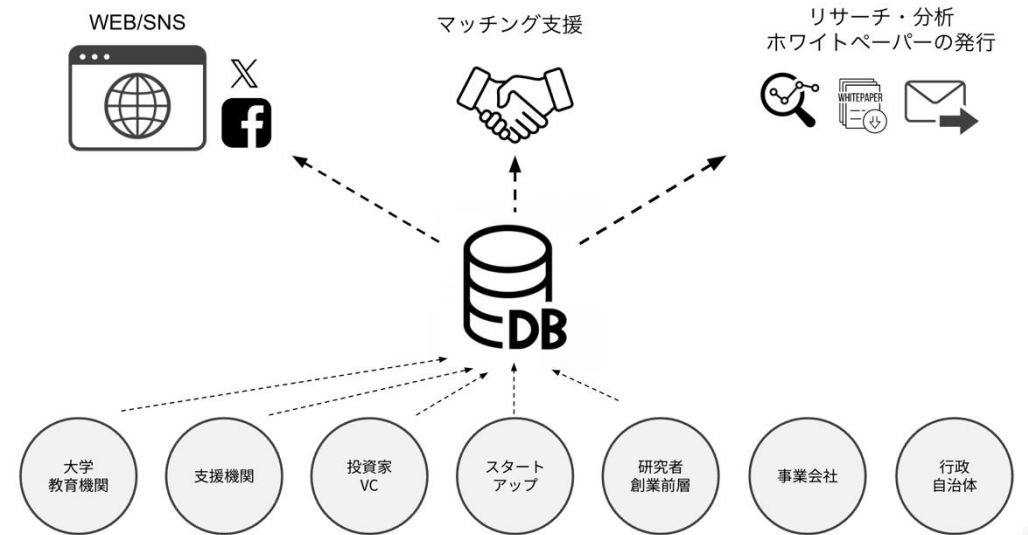 WEB/SNS
マッチング支援
リサーチ・分析
ホワイトペーパーの発行
WHITEPAPER
DB
大学
教育機関
支援機関
投資家
VC
スタート
アップ
研究者
創業前層
事業会社
行政
自治体